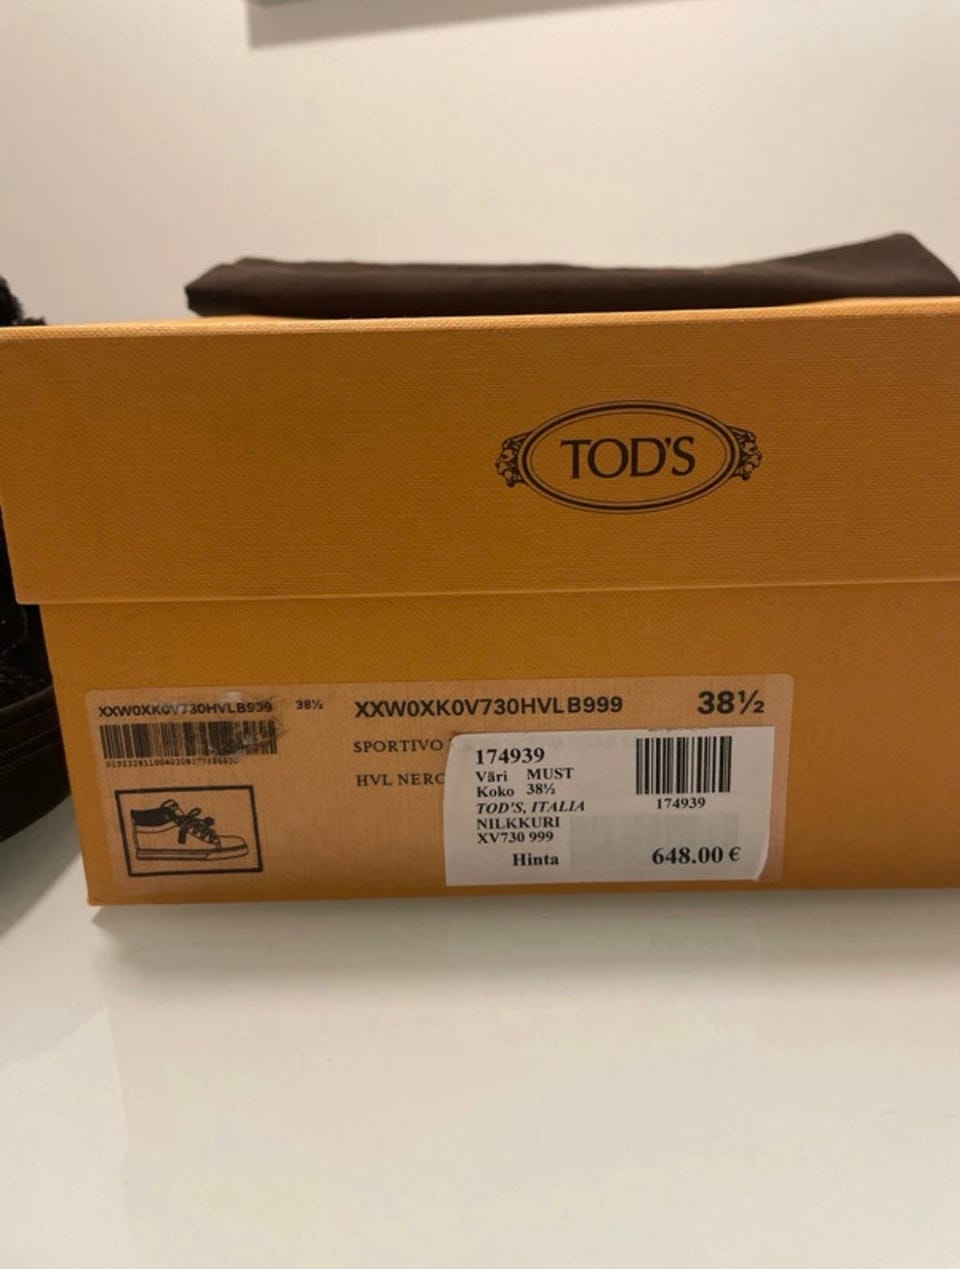 TOD'S
XXW0XK0V730HVLB999 38½
XXW0XK0V730HVLB999 38½
SPORTIVO
HVL NERO
174939
Väri MUST
Koko 38½
TOD'S, ITALIA
NILKKURI
XV730 999
Hinta 648.00 €
174939